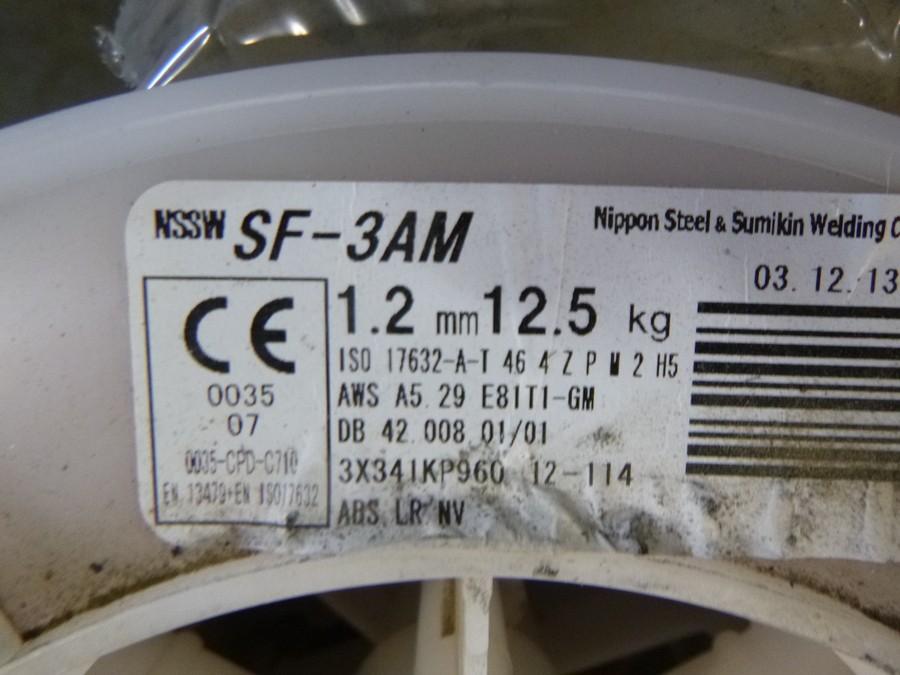 NSSW SF-3AM
Nippon Steel & Sumikin Welding
03.12.13
CE
0035
07
0035-CPD-C710
EN 13479+EN ISO17632
1.2 mm 12.5 kg
ISO 17632-A-T 46 4 Z P M 2 H5
AWS A5.29 E81T1-GM
DB 42.008.01/01
3X341KP960 12-114
ABS LR NV